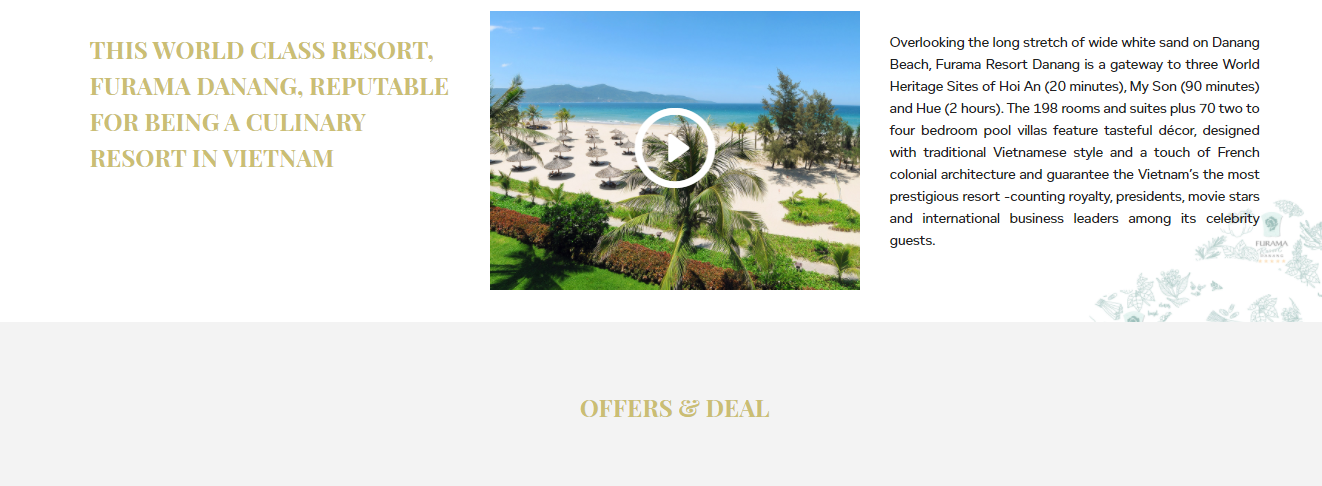 THIS WORLD CLASS RESORT,
FURAMA DANANG, REPUTABLE
FOR BEING A CULINARY
RESORT IN VIETNAM
Overlooking the long stretch of wide white sand on Danang
Beach, Furama Resort Danang is a gateway to three World
Heritage Sites of Hoi An (20 minutes), My Son (90 minutes)
and Hue (2 hours). The 198 rooms and suites plus 70 two to
four bedroom pool villas feature tasteful décor, designed
with traditional Vietnamese style and a touch of French
colonial architecture and guarantee the Vietnam's the most
prestigious resort -counting royalty, presidents, movie stars
and international business leaders among its celebrity
guests.
FURAMA
Resort
DANANG
OFFERS & DEAL